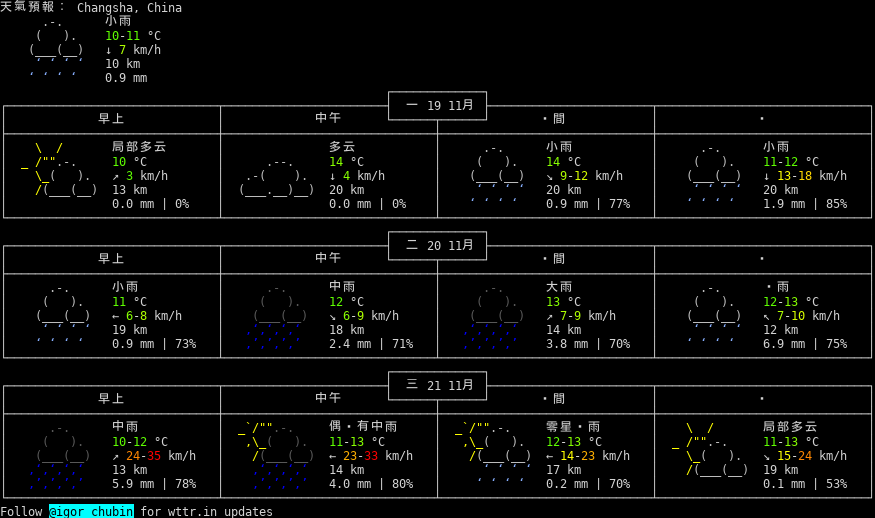 天氣預報： Changsha, China
小雨
10-11 °C
↓ 7 km/h
10 km
0.9 mm
一 19 11月
早上 中午 ・間 ・
局部多云 多云 小雨 小雨
10 °C 14 °C 14 °C 11-12 °C
↗ 3 km/h ↓ 4 km/h ↘ 9-12 km/h ↓ 13-18 km/h
13 km 20 km 20 km 20 km
0.0 mm | 0% 0.0 mm | 0% 0.9 mm | 77% 1.9 mm | 85%
二 20 11月
早上 中午 ・間 ・
小雨 中雨 大雨 ・雨
11 °C 12 °C 13 °C 12-13 °C
← 6-8 km/h ↘ 6-9 km/h ↗ 7-9 km/h ↖ 7-10 km/h
19 km 18 km 14 km 12 km
0.9 mm | 73% 2.4 mm | 71% 3.8 mm | 70% 6.9 mm | 75%
三 21 11月
早上 中午 ・間 ・
中雨 偶・有中雨 零星・雨 局部多云
10-12 °C 11-13 °C 12-13 °C 11-13 °C
↗ 24-35 km/h ← 23-33 km/h ← 14-23 km/h ↘ 15-24 km/h
13 km 14 km 17 km 19 km
5.9 mm | 78% 4.0 mm | 80% 0.2 mm | 70% 0.1 mm | 53%
Follow @igor_chubin for wttr.in updates